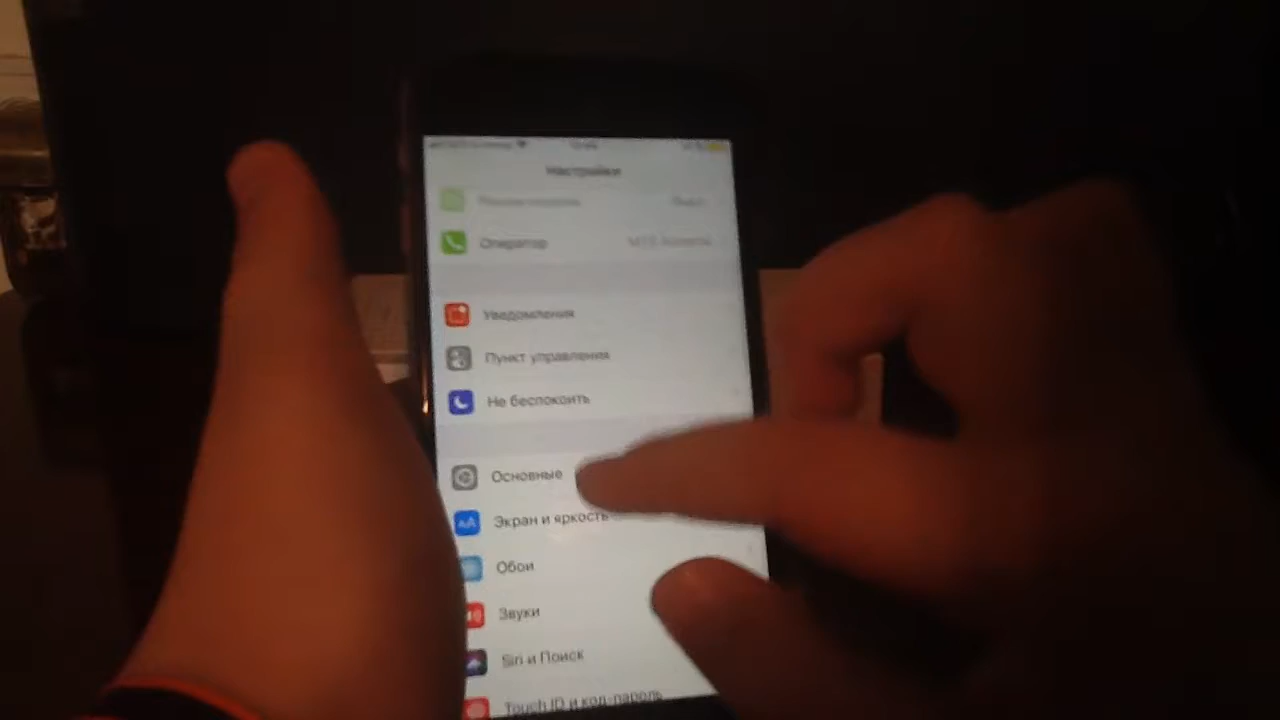 Настройки
Оператор
Уведомления
Пункт управления
Не беспокоить
Основные
Экран и яркость
Обои
Звуки
Siri и Поиск
Touch ID и код-пароль